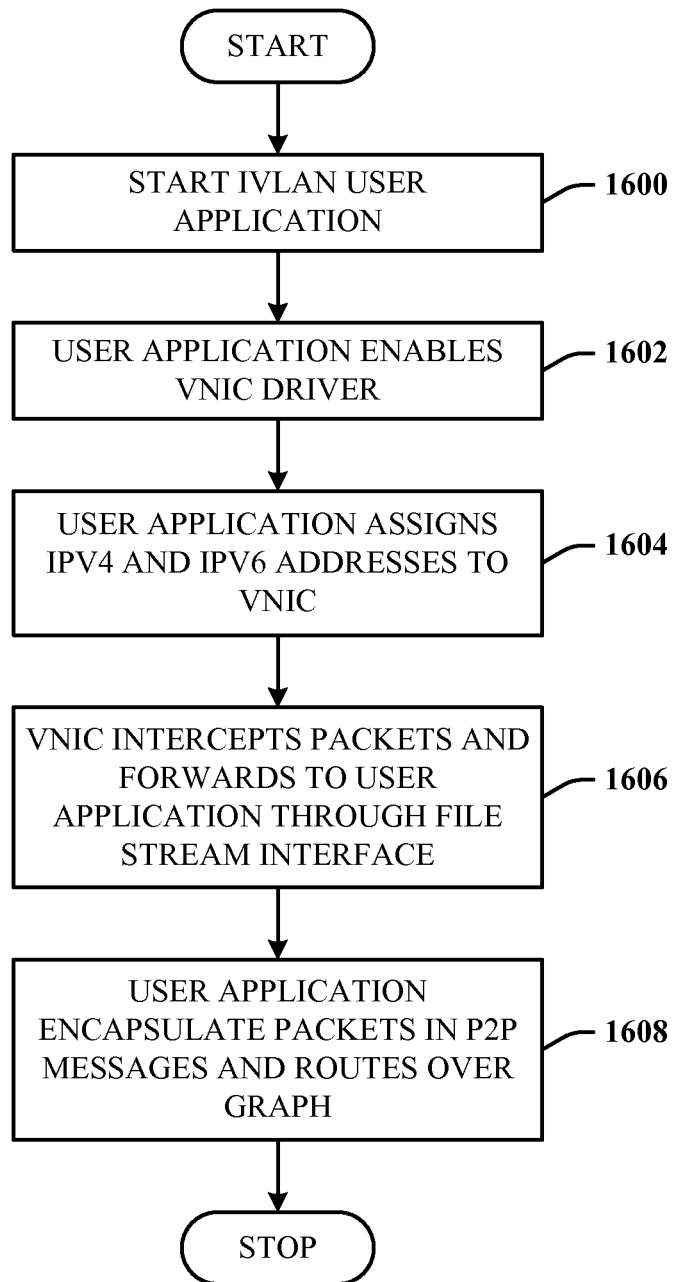 START
START IVLAN USER
APPLICATION
1600
USER APPLICATION ENABLES
VNIC DRIVER
1602
USER APPLICATION ASSIGNS
IPV4 AND IPV6 ADDRESSES TO
VNIC
1604
VNIC INTERCEPTS PACKETS AND
FORWARDS TO USER
APPLICATION THROUGH FILE
STREAM INTERFACE
1606
USER APPLICATION
ENCAPSULATE PACKETS IN P2P
MESSAGES AND ROUTES OVER
GRAPH
1608
STOP